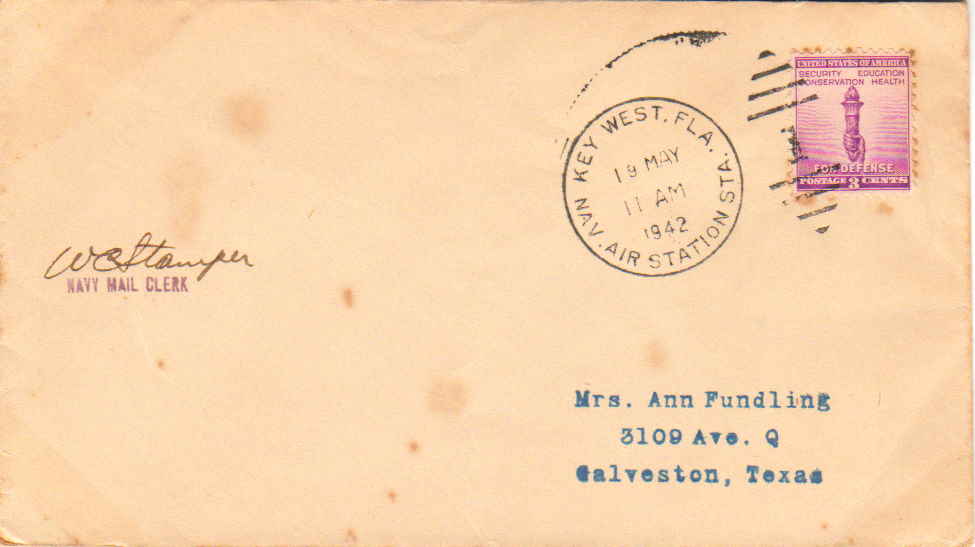 UNITED STATES OF AMERICA
SECURITY EDUCATION
CONSERVATION HEALTH
FOR DEFENSE
POSTAGE 3 CENTS
KEY WEST, FLA.
19 MAY
11 AM
1942
NAV. AIR STATION STA.
W C Stamper
NAVY MAIL CLERK
Mrs. Ann Fundling
3109 Ave. Q
Galveston, Texas